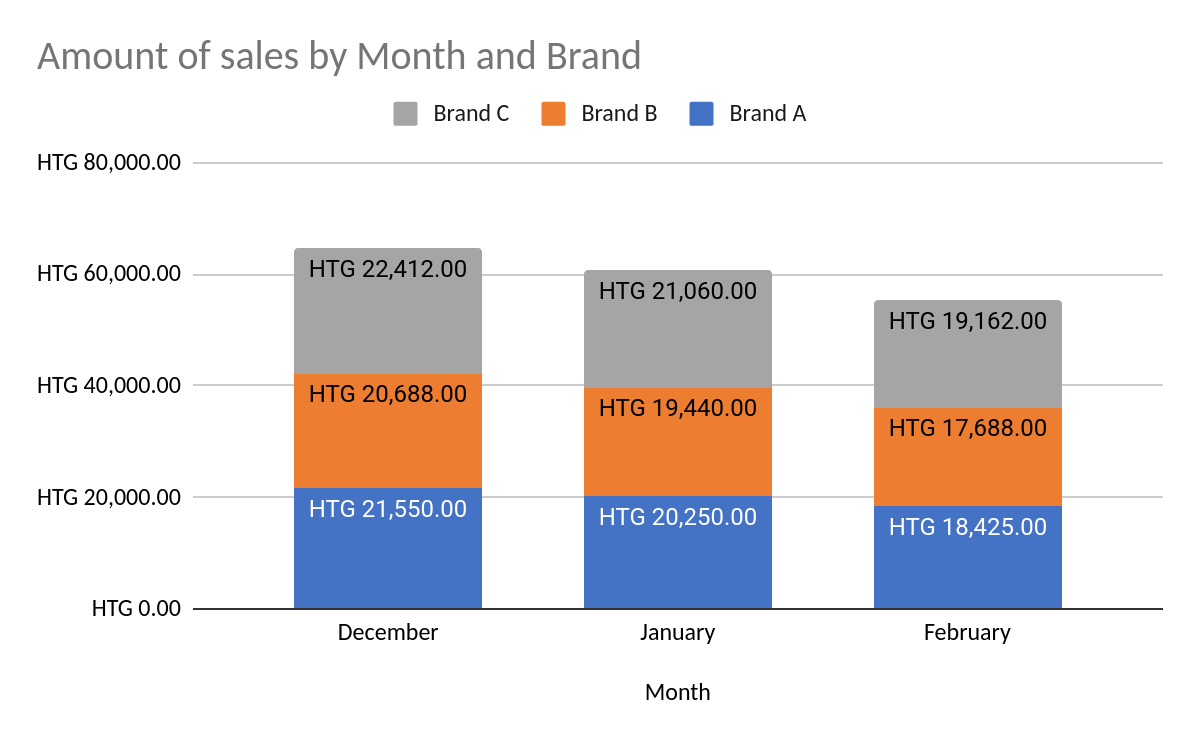 Amount of sales by Month and Brand
Brand C Brand B Brand A
HTG 80,000.00
HTG 60,000.00
HTG 40,000.00
HTG 20,000.00
HTG 0.00
HTG 22,412.00
HTG 20,688.00
HTG 21,550.00
HTG 21,060.00
HTG 19,440.00
HTG 20,250.00
HTG 19,162.00
HTG 17,688.00
HTG 18,425.00
December January February
Month